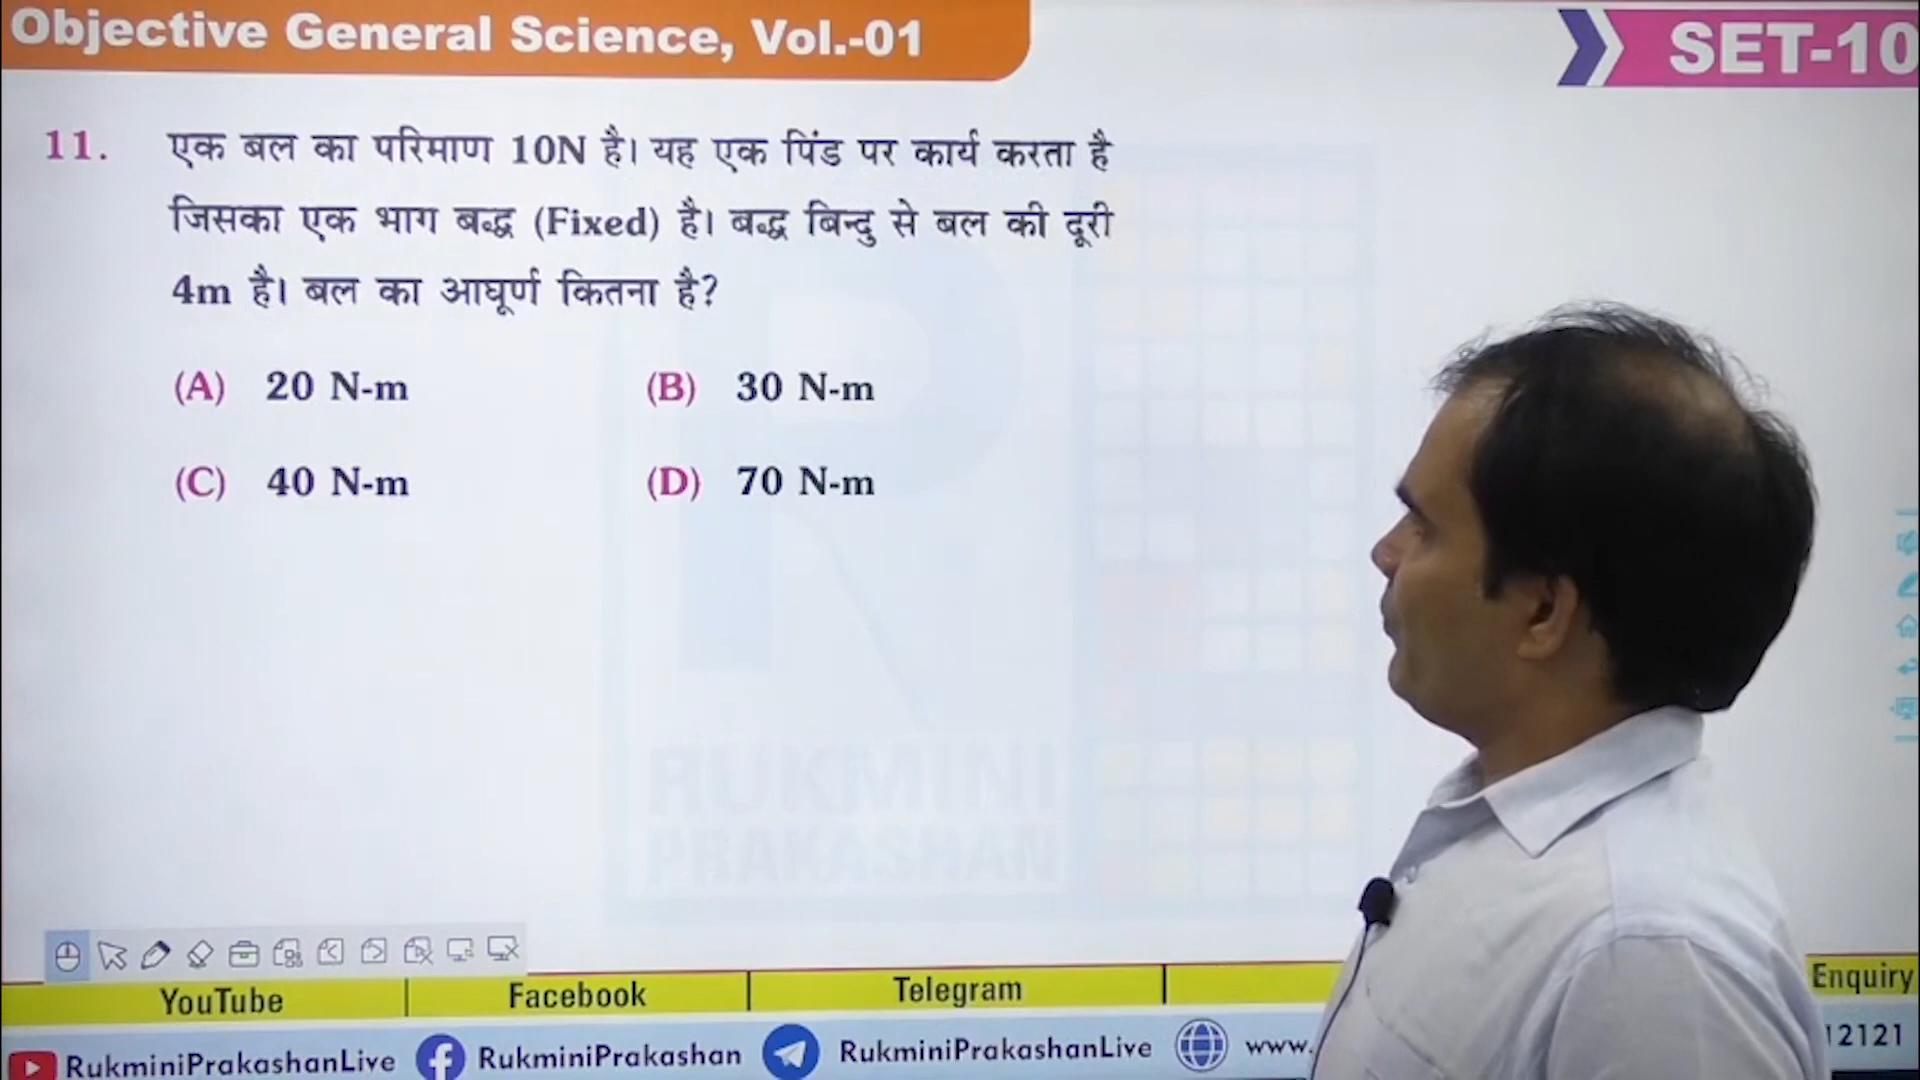 Objective General Science, Vol.-01
SET-10
11. एक बल का परिमाण 10N है। यह एक पिंड पर कार्य करता है
जिसका एक भाग बद्ध (Fixed) है। बद्ध बिन्दु से बल की दूरी
4m है। बल का आघूर्ण कितना है?
(A) 20 N-m (B) 30 N-m
(C) 40 N-m (D) 70 N-m
RUKMINI
PRAKASHAN
YouTube Facebook Telegram Enquiry
RukminiPrakashanLive RukminiPrakashan RukminiPrakashanLive www. 12121